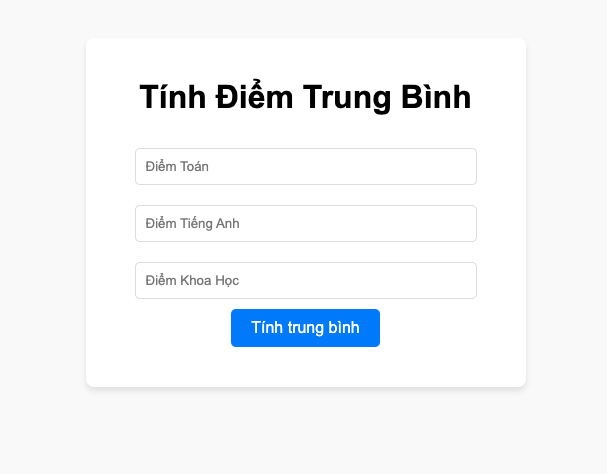 Tính Điểm Trung Bình
Điểm Toán
Điểm Tiếng Anh
Điểm Khoa Học
Tính trung bình